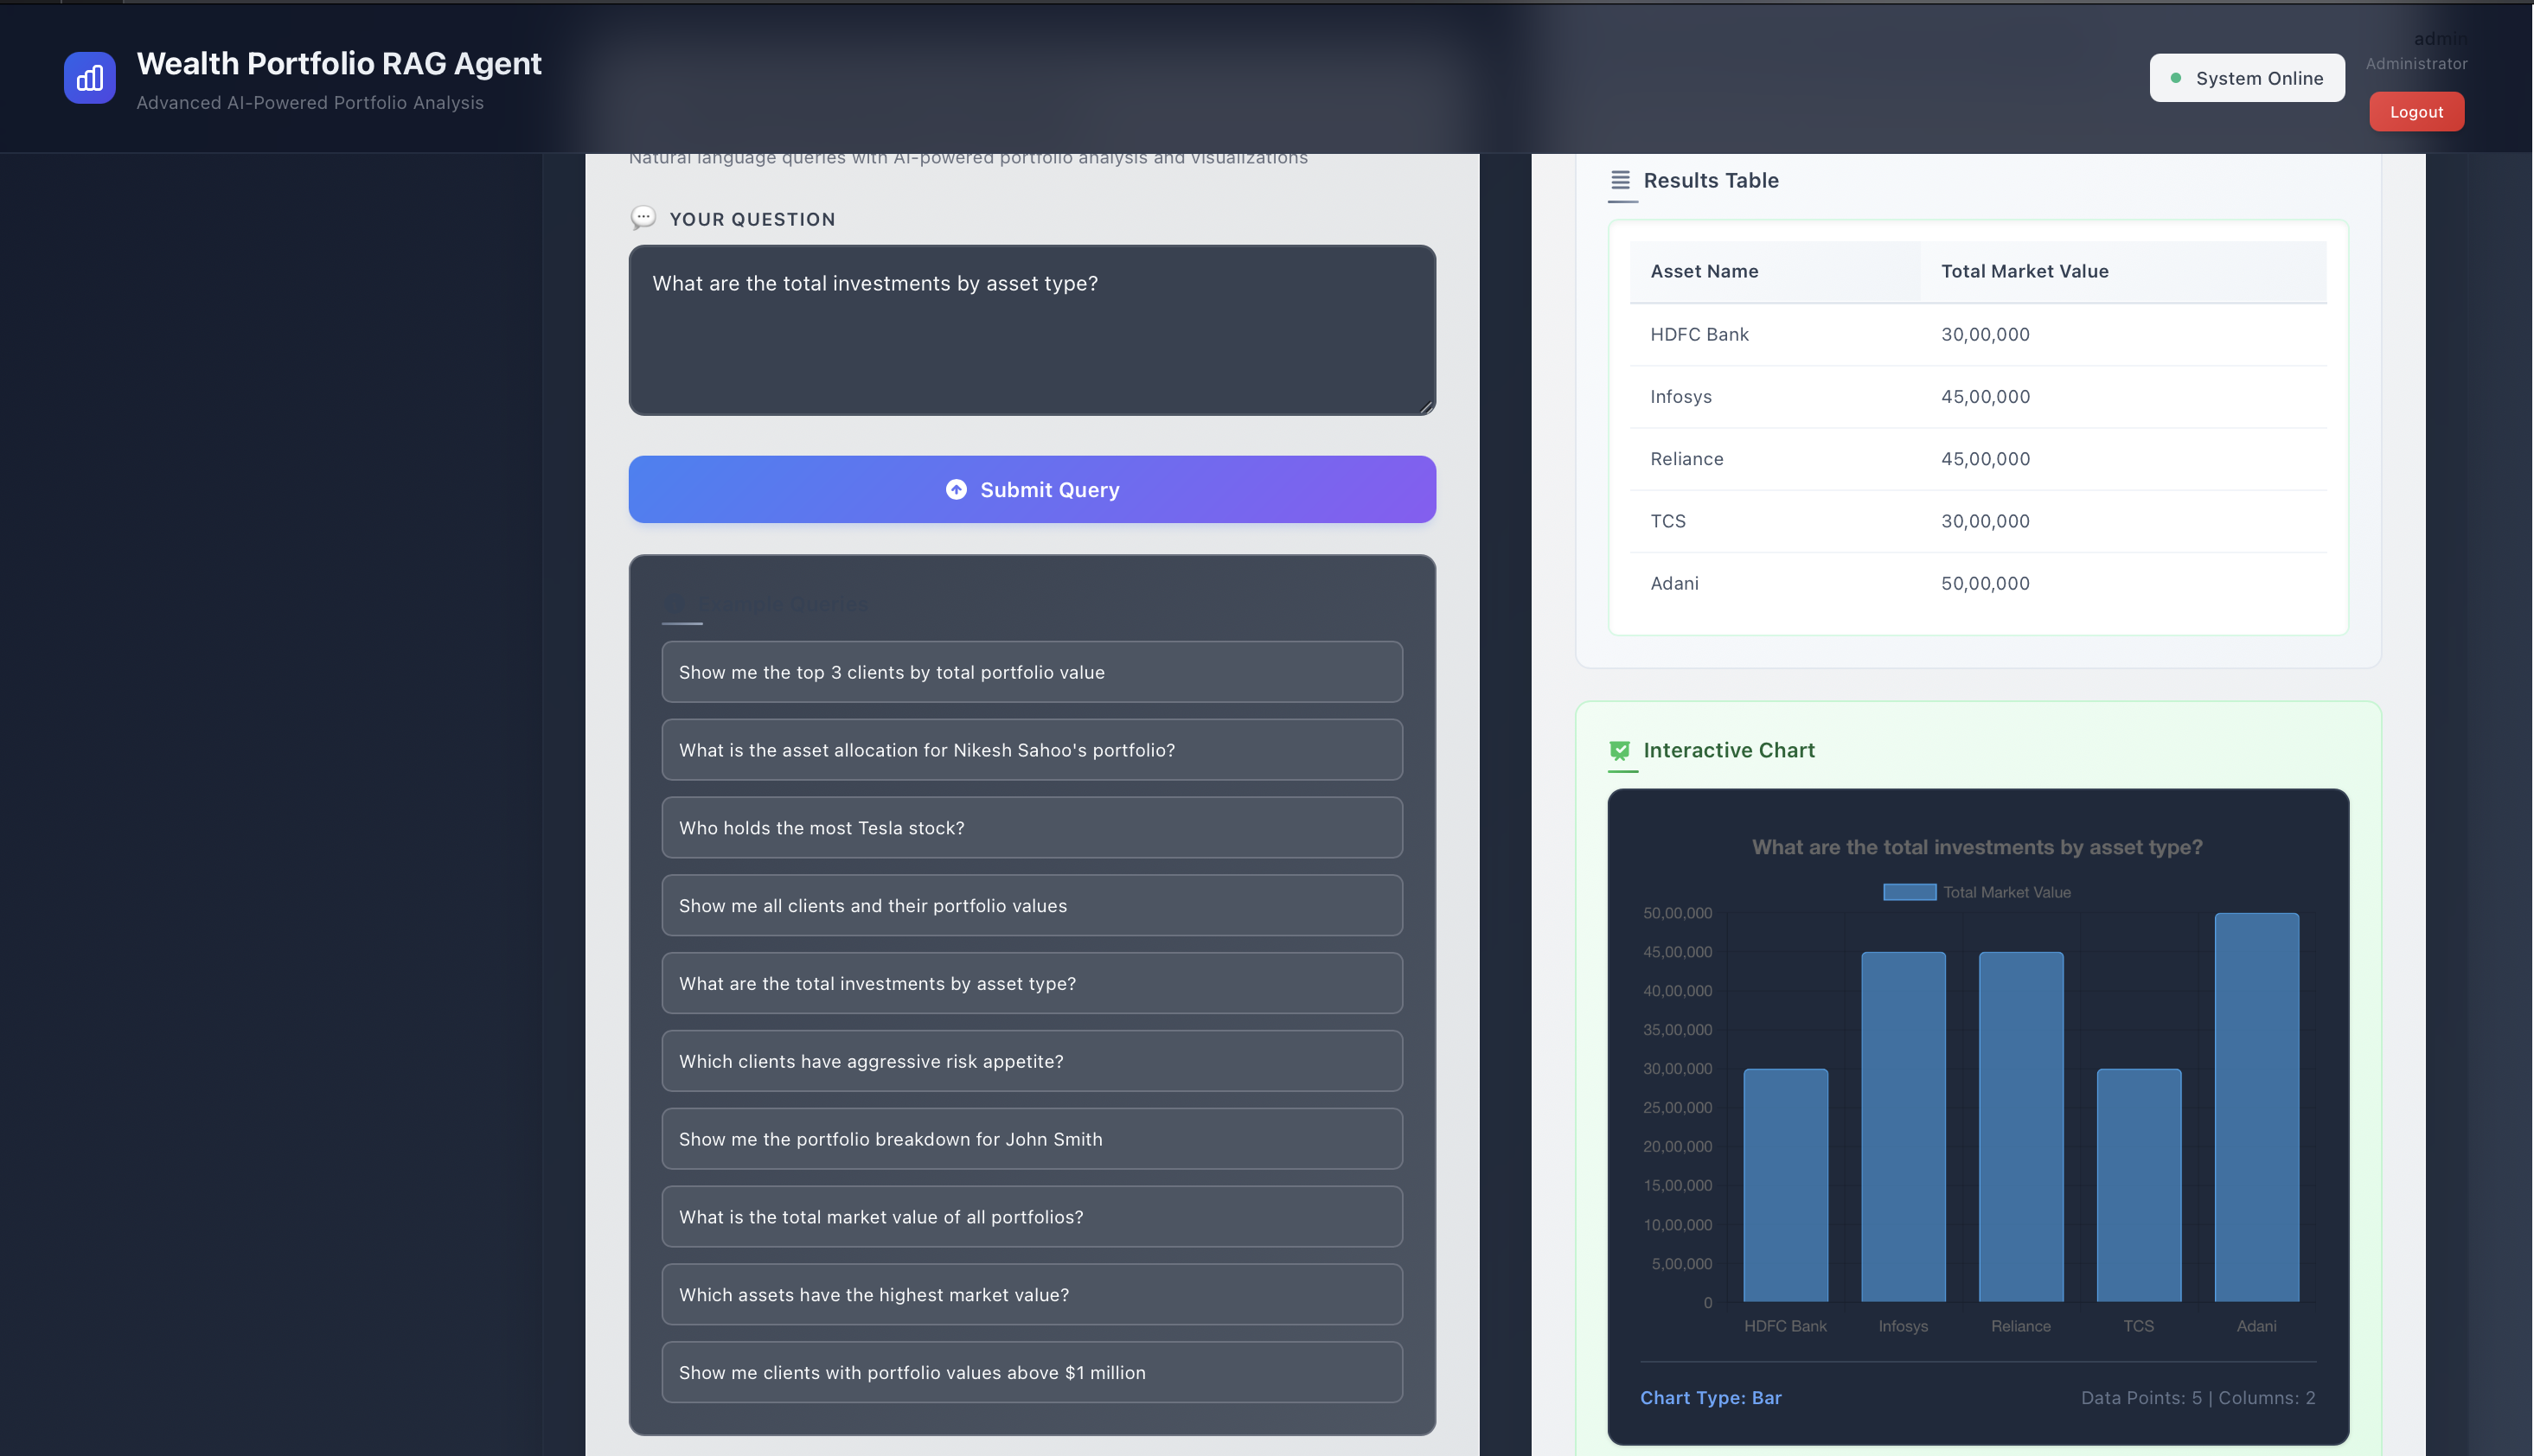 Wealth Portfolio RAG Agent
Advanced AI-Powered Portfolio Analysis
System Online
admin
Administrator
Logout
Natural language queries with AI-powered portfolio analysis and visualizations
YOUR QUESTION
What are the total investments by asset type?
Submit Query
Example Queries
Show me the top 3 clients by total portfolio value
What is the asset allocation for Nikesh Sahoo's portfolio?
Who holds the most Tesla stock?
Show me all clients and their portfolio values
What are the total investments by asset type?
Which clients have aggressive risk appetite?
Show me the portfolio breakdown for John Smith
What is the total market value of all portfolios?
Which assets have the highest market value?
Show me clients with portfolio values above $1 million
Results Table
Asset Name Total Market Value
HDFC Bank 30,00,000
Infosys 45,00,000
Reliance 45,00,000
TCS 30,00,000
Adani 50,00,000
Interactive Chart
What are the total investments by asset type?
Total Market Value
50,00,000
45,00,000
40,00,000
35,00,000
30,00,000
25,00,000
20,00,000
15,00,000
10,00,000
5,00,000
0
HDFC Bank Infosys Reliance TCS Adani
Chart Type: Bar
Data Points: 5 | Columns: 2